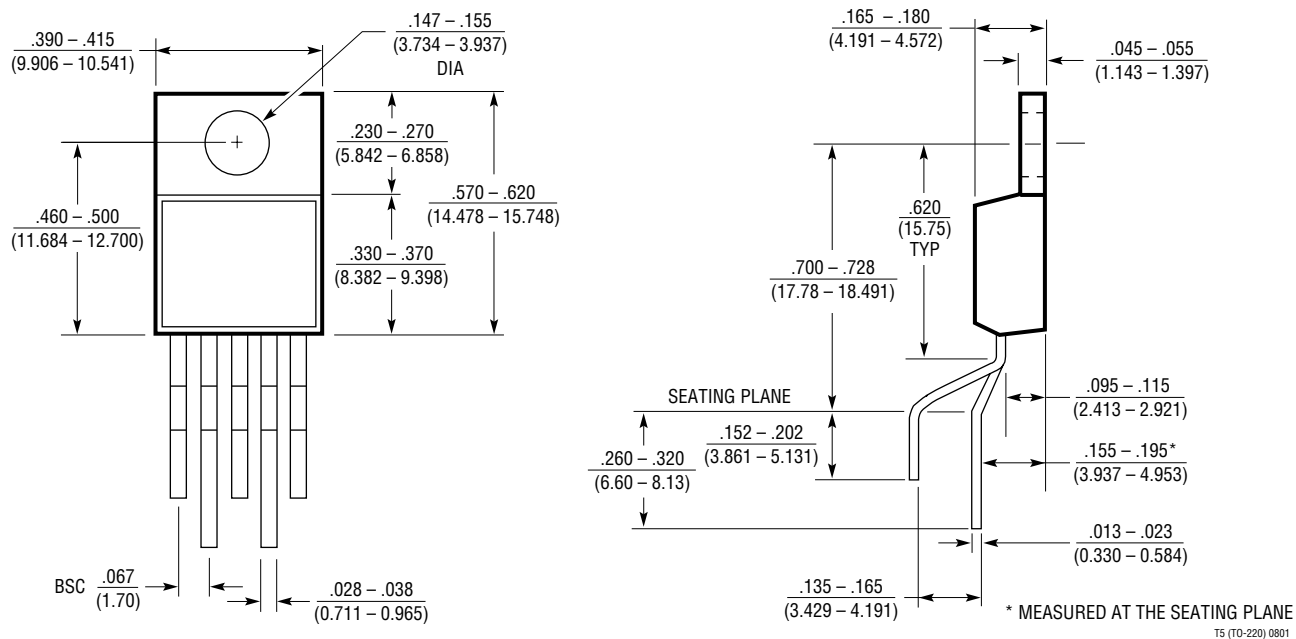 .390 – .415
(9.906 – 10.541)
.147 – .155
(3.734 – 3.937)
DIA
.230 – .270
(5.842 – 6.858)
.460 – .500
(11.684 – 12.700)
.570 – .620
(14.478 – 15.748)
.330 – .370
(8.382 – 9.398)
BSC
.067
(1.70)
.028 – .038
(0.711 – 0.965)
.165 – .180
(4.191 – 4.572)
.045 – .055
(1.143 – 1.397)
.620
(15.75)
TYP
.700 – .728
(17.78 – 18.491)
SEATING PLANE
.152 – .202
(3.861 – 5.131)
.260 – .320
(6.60 – 8.13)
.095 – .115
(2.413 – 2.921)
.155 – .195*
(3.937 – 4.953)
.013 – .023
(0.330 – 0.584)
.135 – .165
(3.429 – 4.191)
* MEASURED AT THE SEATING PLANE
T5 (TO-220) 0801